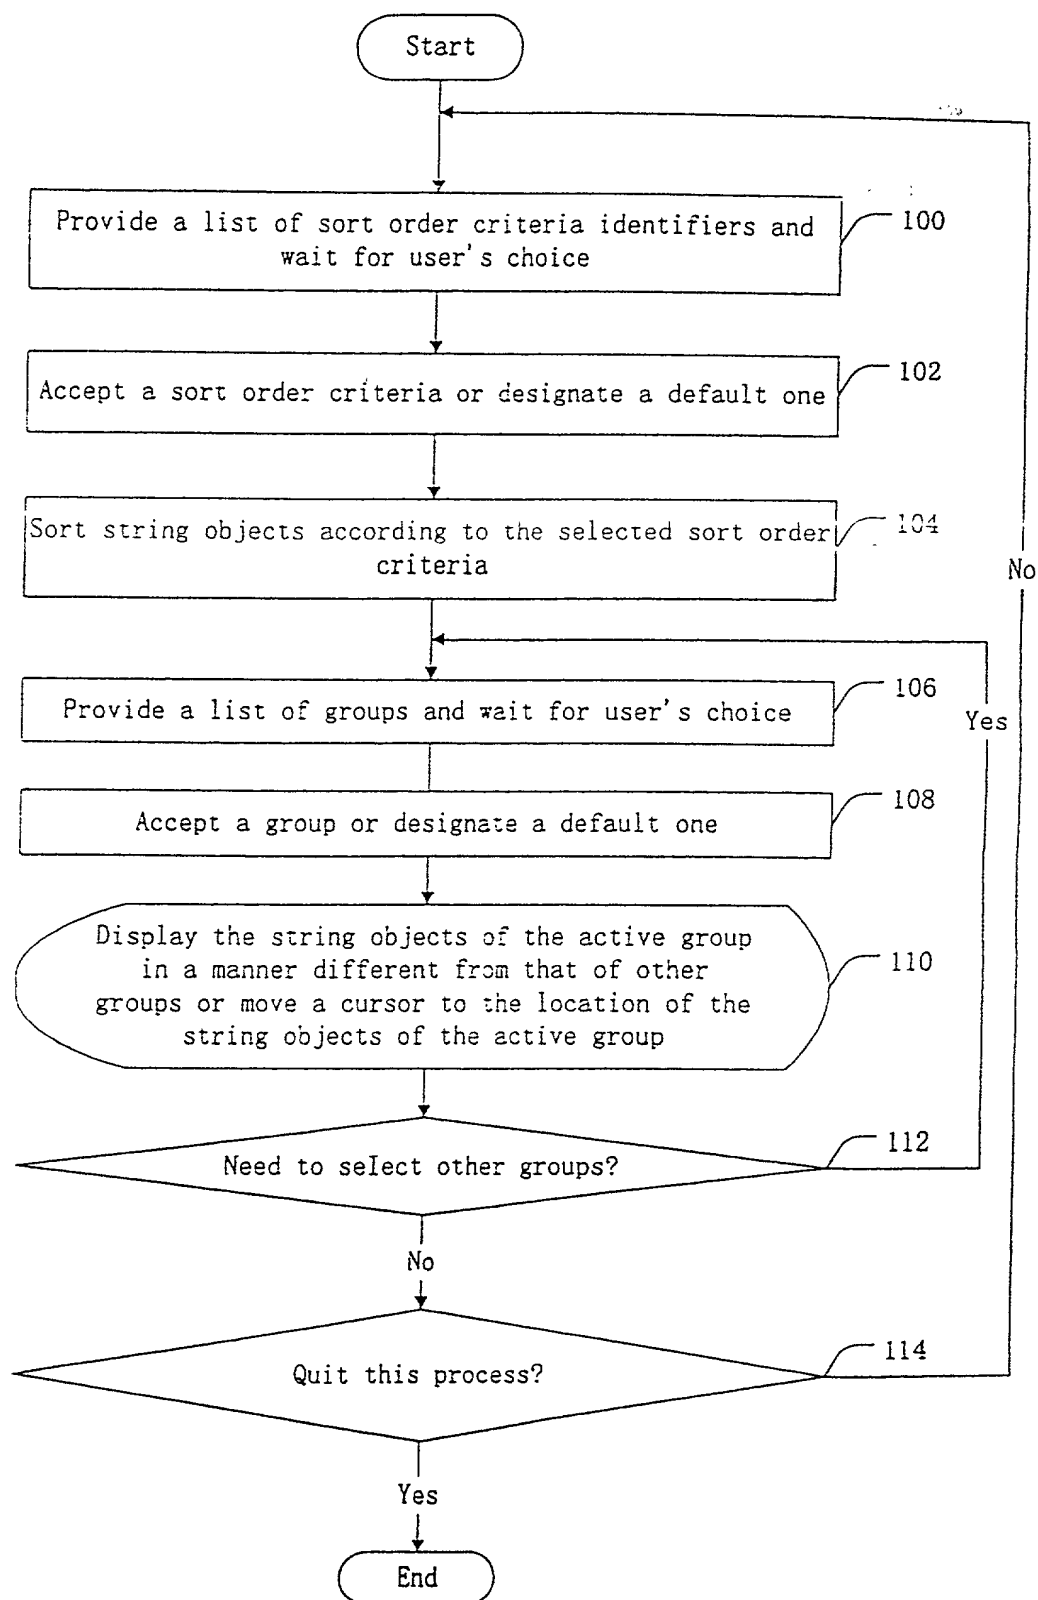 Start
Provide a list of sort order criteria identifiers and
wait for user's choice
100
Accept a sort order criteria or designate a default one
102
Sort string objects according to the selected sort order
criteria
104
No
Provide a list of groups and wait for user's choice
106
Yes
Accept a group or designate a default one
108
Display the string objects of the active group
in a manner different from that of other
groups or move a cursor to the location of the
string objects of the active group
110
Need to select other groups?
112
No
Quit this process?
114
Yes
End